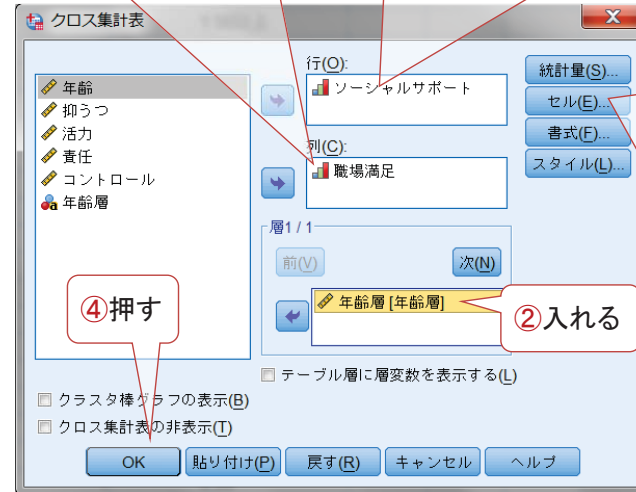 クロス集計表
年齢
抑うつ
活力
責任
コントロール
年齢層
行(O):
ソーシャルサポート
列(C):
職場満足
層1 / 1
前(V)
次(N)
年齢層 [年齢層]
テーブル層に層変数を表示する(L)
統計量(S)...
セル(E)...
書式(F)...
スタイル(L)...
④押す
②入れる
クラスタ棒グラフの表示(B)
クロス集計表の非表示(T)
OK
貼り付け(P)
戻す(R)
キャンセル
ヘルプ